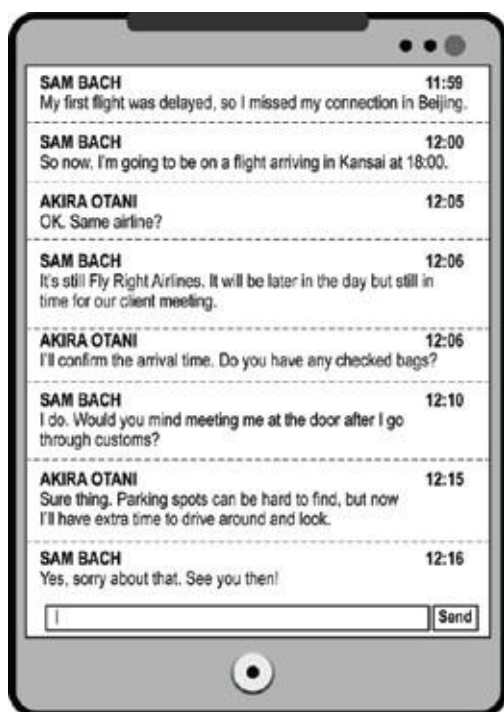 SAM BACH 11:59
My first flight was delayed, so I missed my connection in Beijing.
SAM BACH 12:00
So now, I'm going to be on a flight arriving in Kansai at 18:00.
AKIRA OTANI 12:05
OK. Same airline?
SAM BACH 12:06
It's still Fly Right Airlines. It will be later in the day but still in
time for our client meeting.
AKIRA OTANI 12:06
I'll confirm the arrival time. Do you have any checked bags?
SAM BACH 12:10
I do. Would you mind meeting me at the door after I go
through customs?
AKIRA OTANI 12:15
Sure thing. Parking spots can be hard to find, but now
I'll have extra time to drive around and look.
SAM BACH 12:16
Yes, sorry about that. See you then!
Send